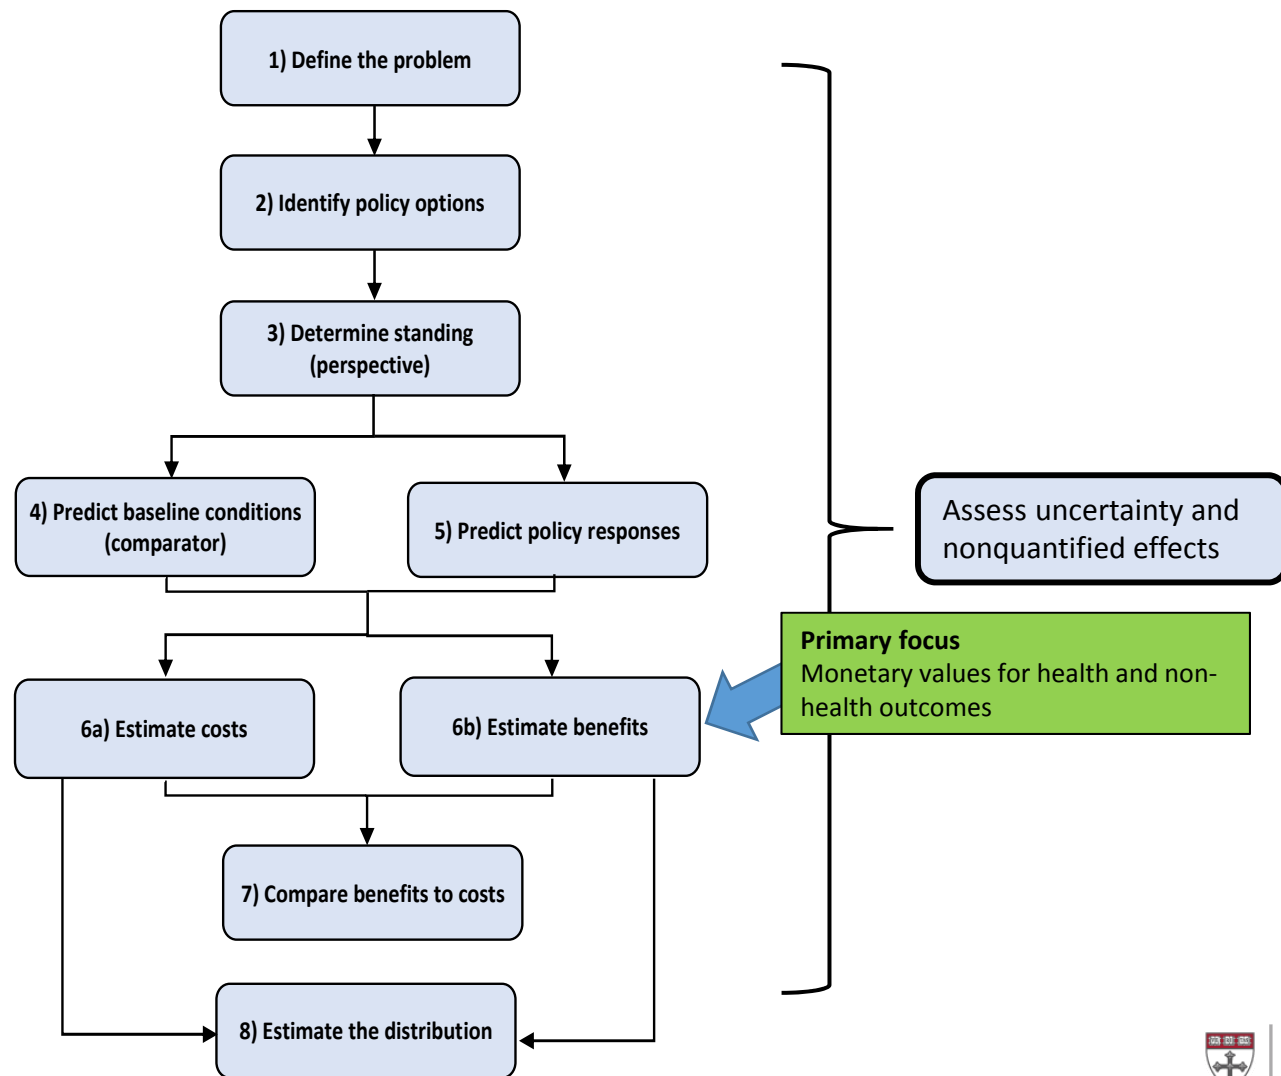 1) Define the problem
2) Identify policy options
3) Determine standing
(perspective)
4) Predict baseline conditions
(comparator)
5) Predict policy responses
Assess uncertainty and
nonquantified effects
Primary focus
Monetary values for health and non-
health outcomes
6a) Estimate costs
6b) Estimate benefits
7) Compare benefits to costs
8) Estimate the distribution